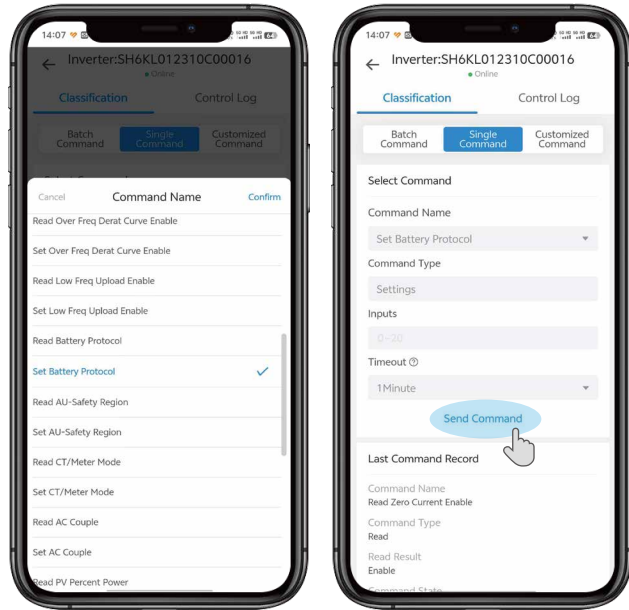 14:07
Inverter:SH6KL012310C00016
Online
Classification
Control Log
Batch Command
Single Command
Customized Command
Cancel
Command Name
Confirm
Read Over Freq Derat Curve Enable
Set Over Freq Derat Curve Enable
Read Low Freq Upload Enable
Set Low Freq Upload Enable
Read Battery Protocol
Set Battery Protocol
Read AU-Safety Region
Set AU-Safety Region
Read CT/Meter Mode
Set CT/Meter Mode
Read AC Couple
Set AC Couple
Read PV Percent Power
14:07
Inverter:SH6KL012310C00016
Online
Classification
Control Log
Batch Command
Single Command
Customized Command
Select Command
Command Name
Set Battery Protocol
Command Type
Settings
Inputs
0-20
Timeout
1Minute
Send Command
Last Command Record
Command Name
Read Zero Current Enable
Command Type
Read
Read Result
Enable
Command State